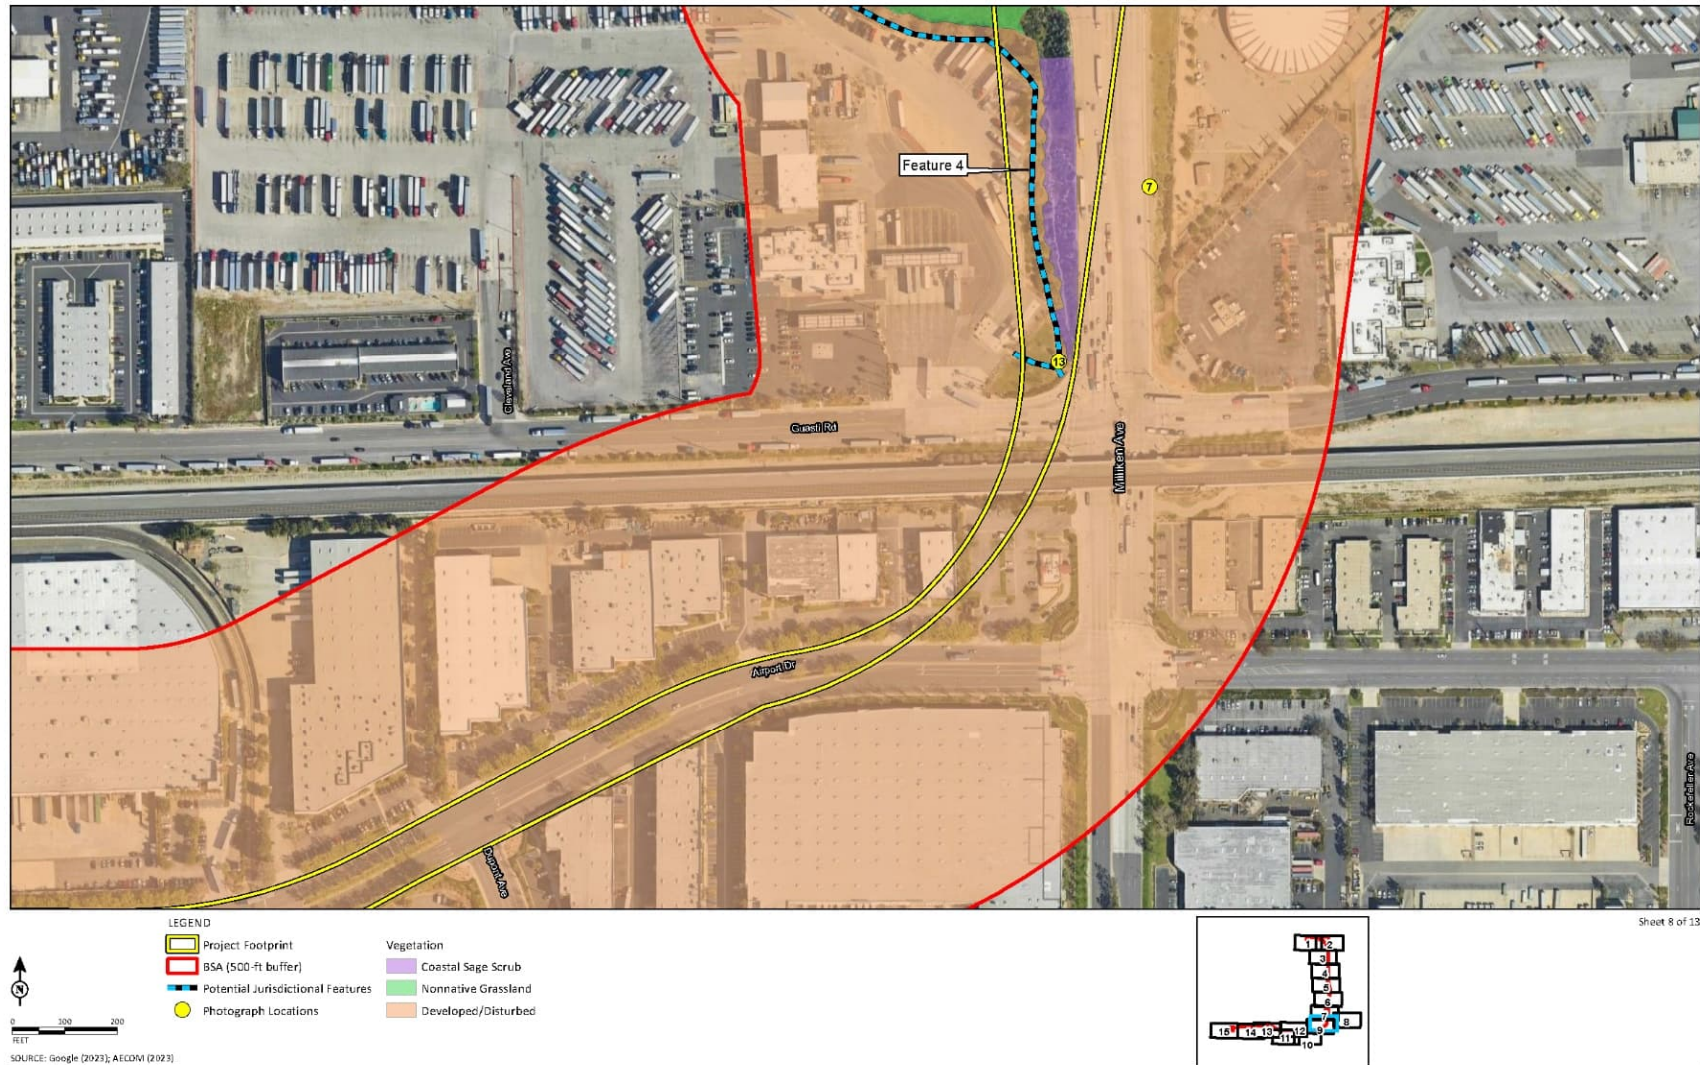 Feature 4
7
13
Cleveland Ave
Guasti Rd
Milliken Ave
Airport Dr
Dupont Ave
Rockefeller Ave
LEGEND
Project Footprint
BSA (500-ft buffer)
Potential Jurisdictional Features
Photograph Locations
Vegetation
Coastal Sage Scrub
Nonnative Grassland
Developed/Disturbed
N
0 100 200
FEET
SOURCE: Google (2023); AECOM (2023)
Sheet 8 of 13
1 2
3
4
5
6
7 8
15 14 13 12 9
11 10